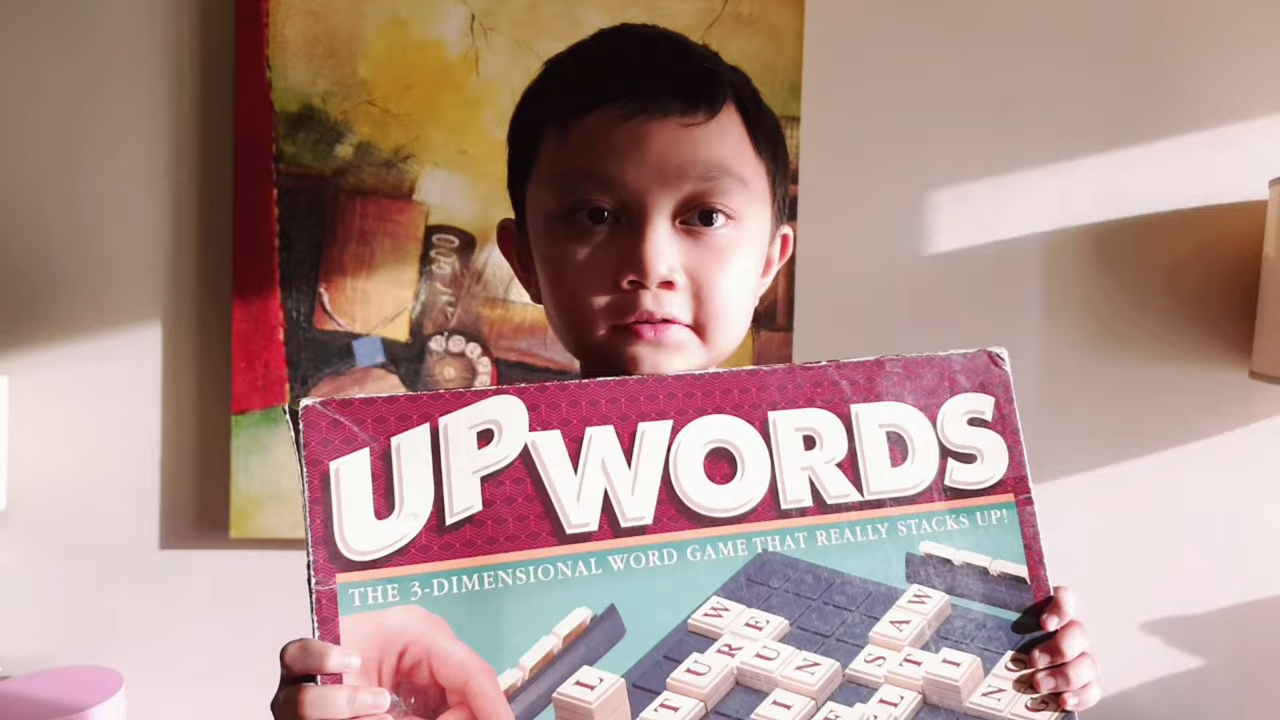 UPWORDS
THE 3-DIMENSIONAL WORD GAME THAT REALLY STACKS UP!
W
E
R
U
T
U
I
N
W
A
S
T
I
L
N
O
G
L